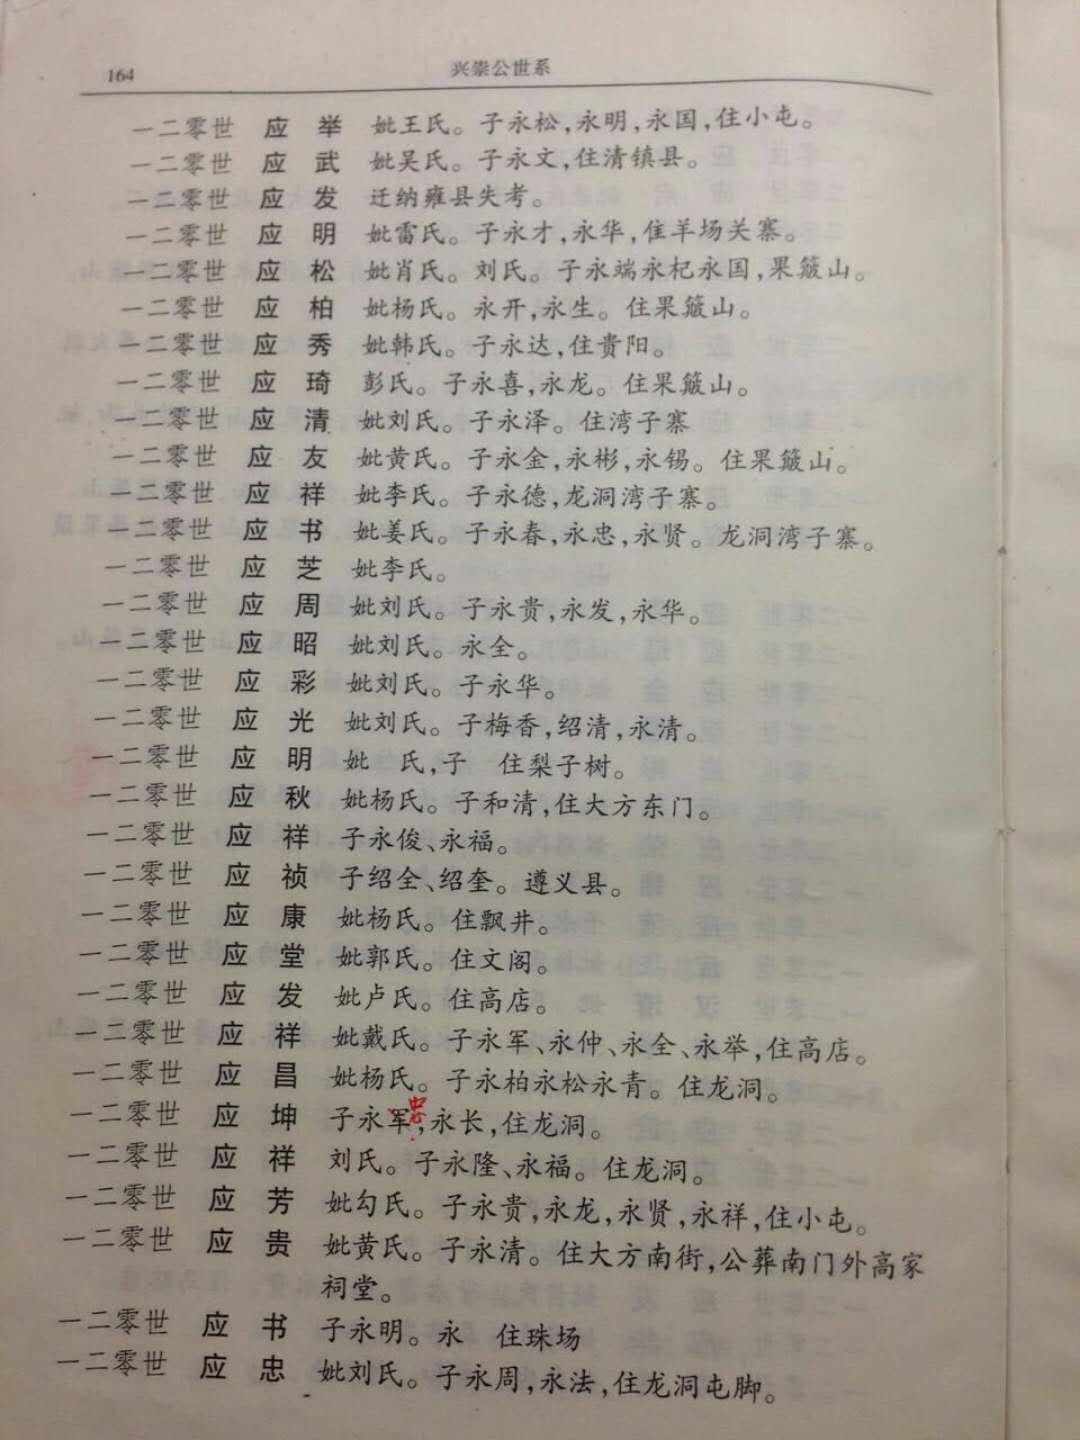 164
兴崇公世系
一二零世 应 举 妣王氏。子永松,永明,永国,住小屯。
一二零世 应 武 妣吴氏。子永文,住清镇县。
一二零世 应 发 迁纳雍县失考。
一二零世 应 明 妣雷氏。子永才,永华,住羊场关寨。
一二零世 应 松 妣肖氏。刘氏。子永端永杞永国,果簸山。
一二零世 应 柏 妣杨氏。永开,永生。住果簸山。
一二零世 应 秀 妣韩氏。子永达,住贵阳。
一二零世 应 琦 彭氏。子永喜,永龙。住果簸山。
一二零世 应 清 妣刘氏。子永泽。住湾子寨
一二零世 应 友 妣黄氏。子永金,永彬,永锡。住果簸山。
一二零世 应 祥 妣李氏。子永德,龙洞湾子寨。
一二零世 应 书 妣姜氏。子永春,永忠,永贤。龙洞湾子寨。
一二零世 应 芝 妣李氏。
一二零世 应 周 妣刘氏。子永贵,永发,永华。
一二零世 应 昭 妣刘氏。永全。
一二零世 应 彩 妣刘氏。子永华。
一二零世 应 光 妣刘氏。子梅香,绍清,永清。
一二零世 应 明 妣 氏,子 住梨子树。
一二零世 应 秋 妣杨氏。子和清,住大方东门。
一二零世 应 祥 子永俊、永福。
一二零世 应 祯 子绍全、绍奎。遵义县。
一二零世 应 康 妣杨氏。住飘井。
一二零世 应 堂 妣郭氏。住文阁。
一二零世 应 发 妣卢氏。住高店。
一二零世 应 祥 妣戴氏。子永军、永仲、永全、永举,住高店。
一二零世 应 昌 妣杨氏。子永柏永松永青。住龙洞。
一二零世 应 坤 子永军忠,永长,住龙洞。
一二零世 应 祥 刘氏。子永隆、永福。住龙洞。
一二零世 应 芳 妣勾氏。子永贵,永龙,永贤,永祥,住小屯。
一二零世 应 贵 妣黄氏。子永清。住大方南街,公葬南门外高家
祠堂。
一二零世 应 书 子永明。永 住珠场
一二零世 应 忠 妣刘氏。子永周,永法,住龙洞屯脚。